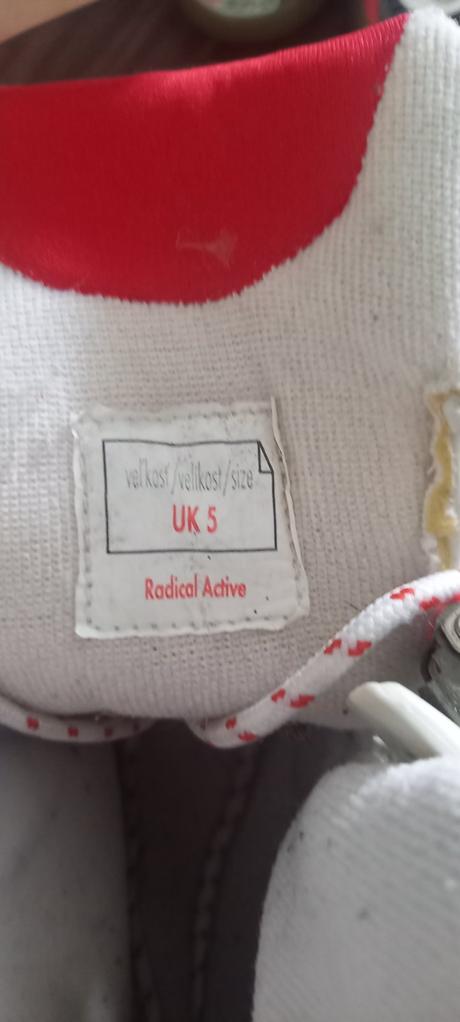 veľkosť/velikost/size
UK 5
Radical Active